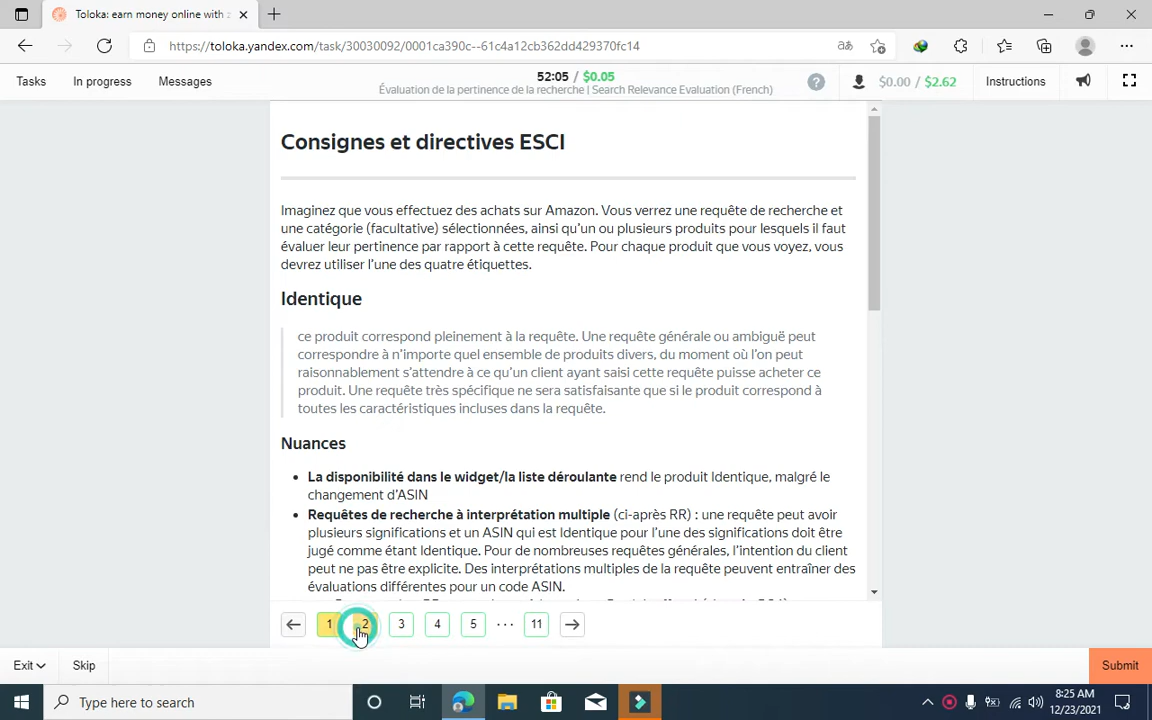 Toloka: earn money online with
https://toloka.yandex.com/task/30030092/0001ca390c--61c4a12cb362dd429370fc14
Tasks
In progress
Messages
52:05 / $0.05
Évaluation de la pertinence de la recherche | Search Relevance Evaluation (French)
$0.00 / $2.62
Instructions
Consignes et directives ESCI
Imaginez que vous effectuez des achats sur Amazon. Vous verrez une requête de recherche et
une catégorie (facultative) sélectionnées, ainsi qu'un ou plusieurs produits pour lesquels il faut
évaluer leur pertinence par rapport à cette requête. Pour chaque produit que vous voyez, vous
devrez utiliser l'une des quatre étiquettes.
Identique
ce produit correspond pleinement à la requête. Une requête générale ou ambiguë peut
correspondre à n'importe quel ensemble de produits divers, du moment où l'on peut
raisonnablement s'attendre à ce qu'un client ayant saisi cette requête puisse acheter ce
produit. Une requête très spécifique ne sera satisfaisante que si le produit correspond à
toutes les caractéristiques incluses dans la requête.
Nuances
• La disponibilité dans le widget/la liste déroulante rend le produit Identique, malgré le
changement d'ASIN
• Requêtes de recherche à interprétation multiple (ci-après RR) : une requête peut avoir
plusieurs significations et un ASIN qui est Identique pour l'une des significations doit être
jugé comme étant Identique. Pour de nombreuses requêtes générales, l'intention du client
peut ne pas être explicite. Des interprétations multiples de la requête peuvent entraîner des
évaluations différentes pour un code ASIN.
1 2 3 4 5 ··· 11
Exit
Skip
Submit
Type here to search
8:25 AM
12/23/2021